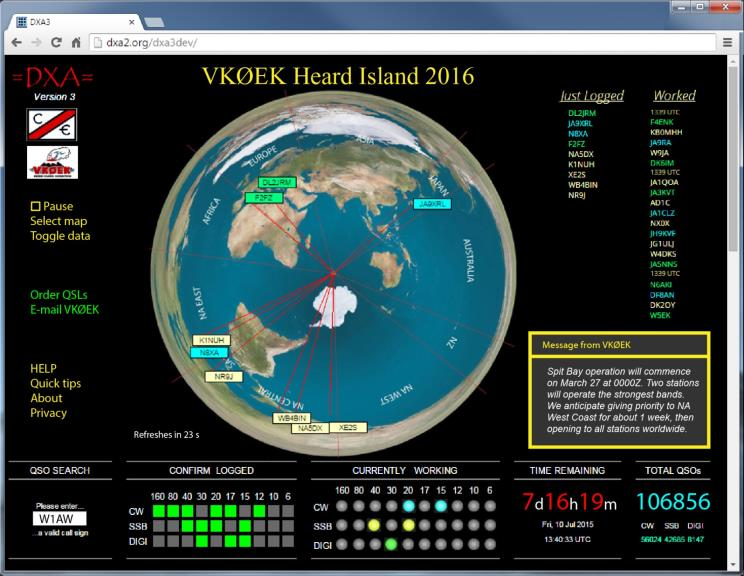 DXA3
dxa2.org/dxa3dev/
=DXA=
Version 3
C
€
VKØEK
VKØEK Heard Island 2016
Pause
Select map
Toggle data
Order QSLs
E-mail VKØEK
HELP
Quick tips
About
Privacy
EUROPE
ASIA
JAPAN
AFRICA
AUSTRALIA
NA EAST
SA
NZ
NA CENTRAL
NA WEST
DL2JRM
F2FZ
JA9XRL
K1NUH
N8XA
NR9J
WB4BIN
NA5DX
XE2S
Refreshes in 23 s
Just Logged
DL2JRM
JA9XRL
N8XA
F2FZ
NA5DX
K1NUH
XE2S
WB4BIN
NR9J
Worked
1339 UTC
F4ENK
KB0MHH
JA9RA
W9JA
DK6IM
1339 UTC
JA1QOA
JA3KVT
AD1C
JA1CLZ
NX0X
JH9KVF
JG1ULJ
W4DKS
JA5NNS
1339 UTC
N6AKI
DF8AN
DK2OY
W5EK
Message from VKØEK
Spit Bay operation will commence
on March 27 at 0000Z. Two stations
will operate the strongest bands.
We anticipate giving priority to NA
West Coast for about 1 week, then
opening to all stations worldwide.
QSO SEARCH
Please enter...
W1AW
...a valid call sign
CONFIRM LOGGED
160 80 40 30 20 17 15 12 10 6
CW
SSB
DIGI
CURRENTLY WORKING
160 80 40 30 20 17 15 12 10 6
CW
SSB
DIGI
TIME REMAINING
7d16h19m
Fri, 10 Jul 2015
13:40:33 UTC
TOTAL QSOs
106856
CW SSB DIGI
56024 42685 8147